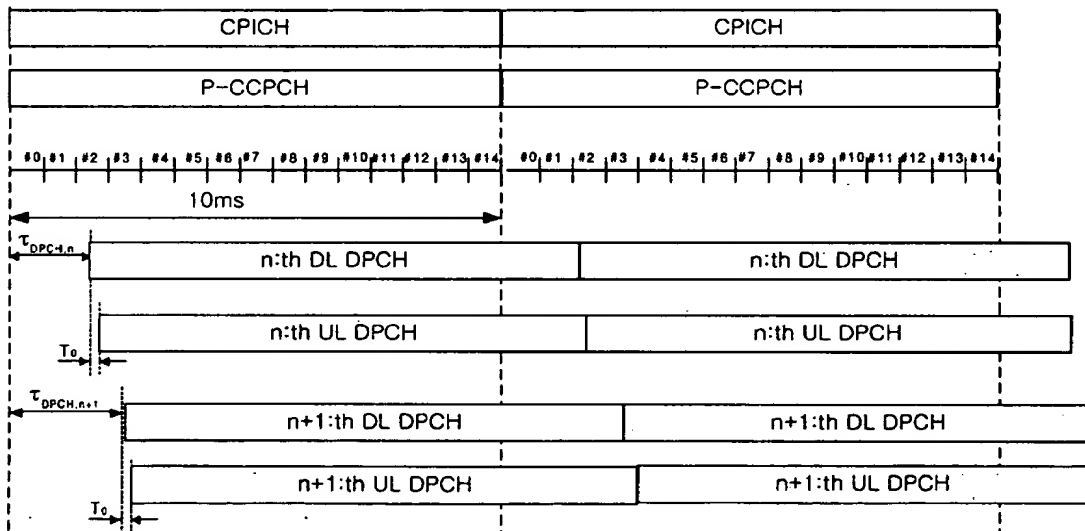 CPICH CPICH
P-CCPCH P-CCPCH
#0 #1 #2 #3 #4 #5 #6 #7 #8 #9 #10 #11 #12 #13 #14 #0 #1 #2 #3 #4 #5 #6 #7 #8 #9 #10 #11 #12 #13 #14
10ms
τDPCH,n
n:th DL DPCH n:th DL DPCH
n:th UL DPCH n:th UL DPCH
T0
τDPCH,n+1
n+1:th DL DPCH n+1:th DL DPCH
n+1:th UL DPCH n+1:th UL DPCH
T0